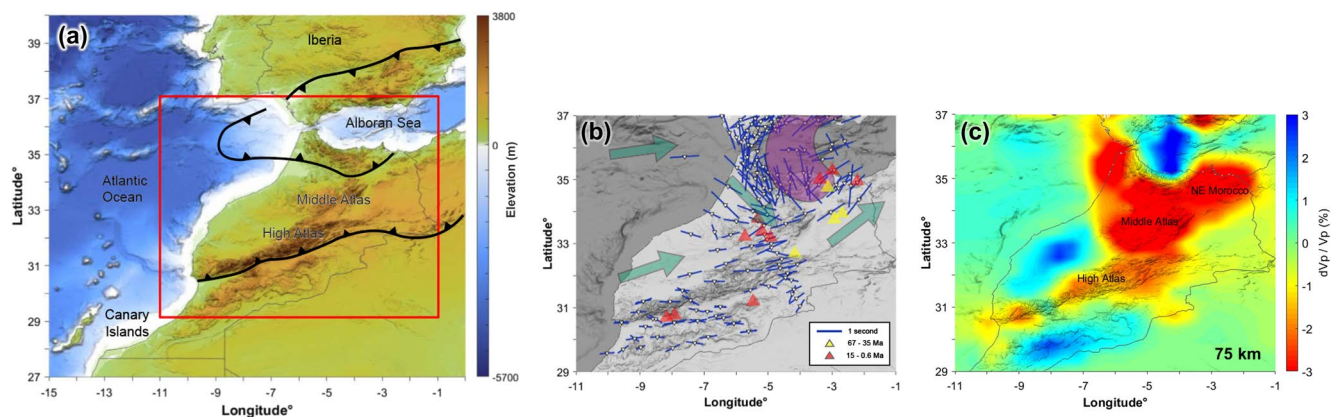 (a)
Iberia
Alboran Sea
Atlantic
Ocean
Middle Atlas
High Atlas
Canary
Islands
39
37
35
33
31
29
27
Latitude°
-15
-13
-11
-9
-7
-5
-3
-1
Longitude°
3800
0
-5700
Elevation (m)
(b)
37
35
33
31
29
Latitude°
-11
-9
-7
-5
-3
-1
Longitude°
1 second
67 - 35 Ma
15 - 0.6 Ma
(c)
NE Morocco
Middle Atlas
High Atlas
75 km
37
35
33
31
29
Latitude°
-11
-9
-7
-5
-3
-1
Longitude°
3
2
1
0
-1
-2
-3
dVp / Vp (%)